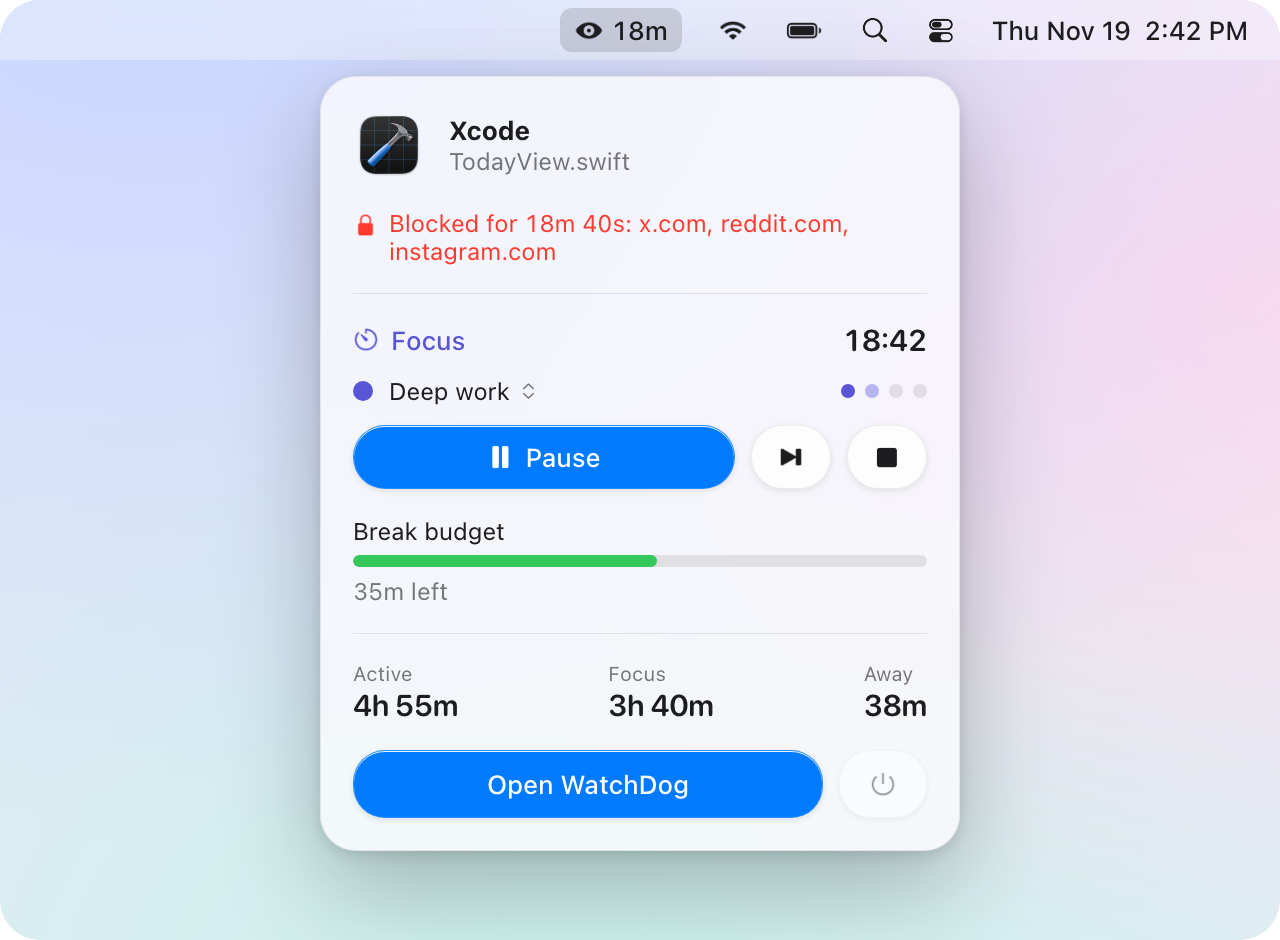 18m
Thu Nov 19 2:42 PM
Xcode
TodayView.swift
Blocked for 18m 40s: x.com, reddit.com,
instagram.com
Focus 18:42
Deep work
Pause
Break budget
35m left
Active Focus Away
4h 55m 3h 40m 38m
Open WatchDog